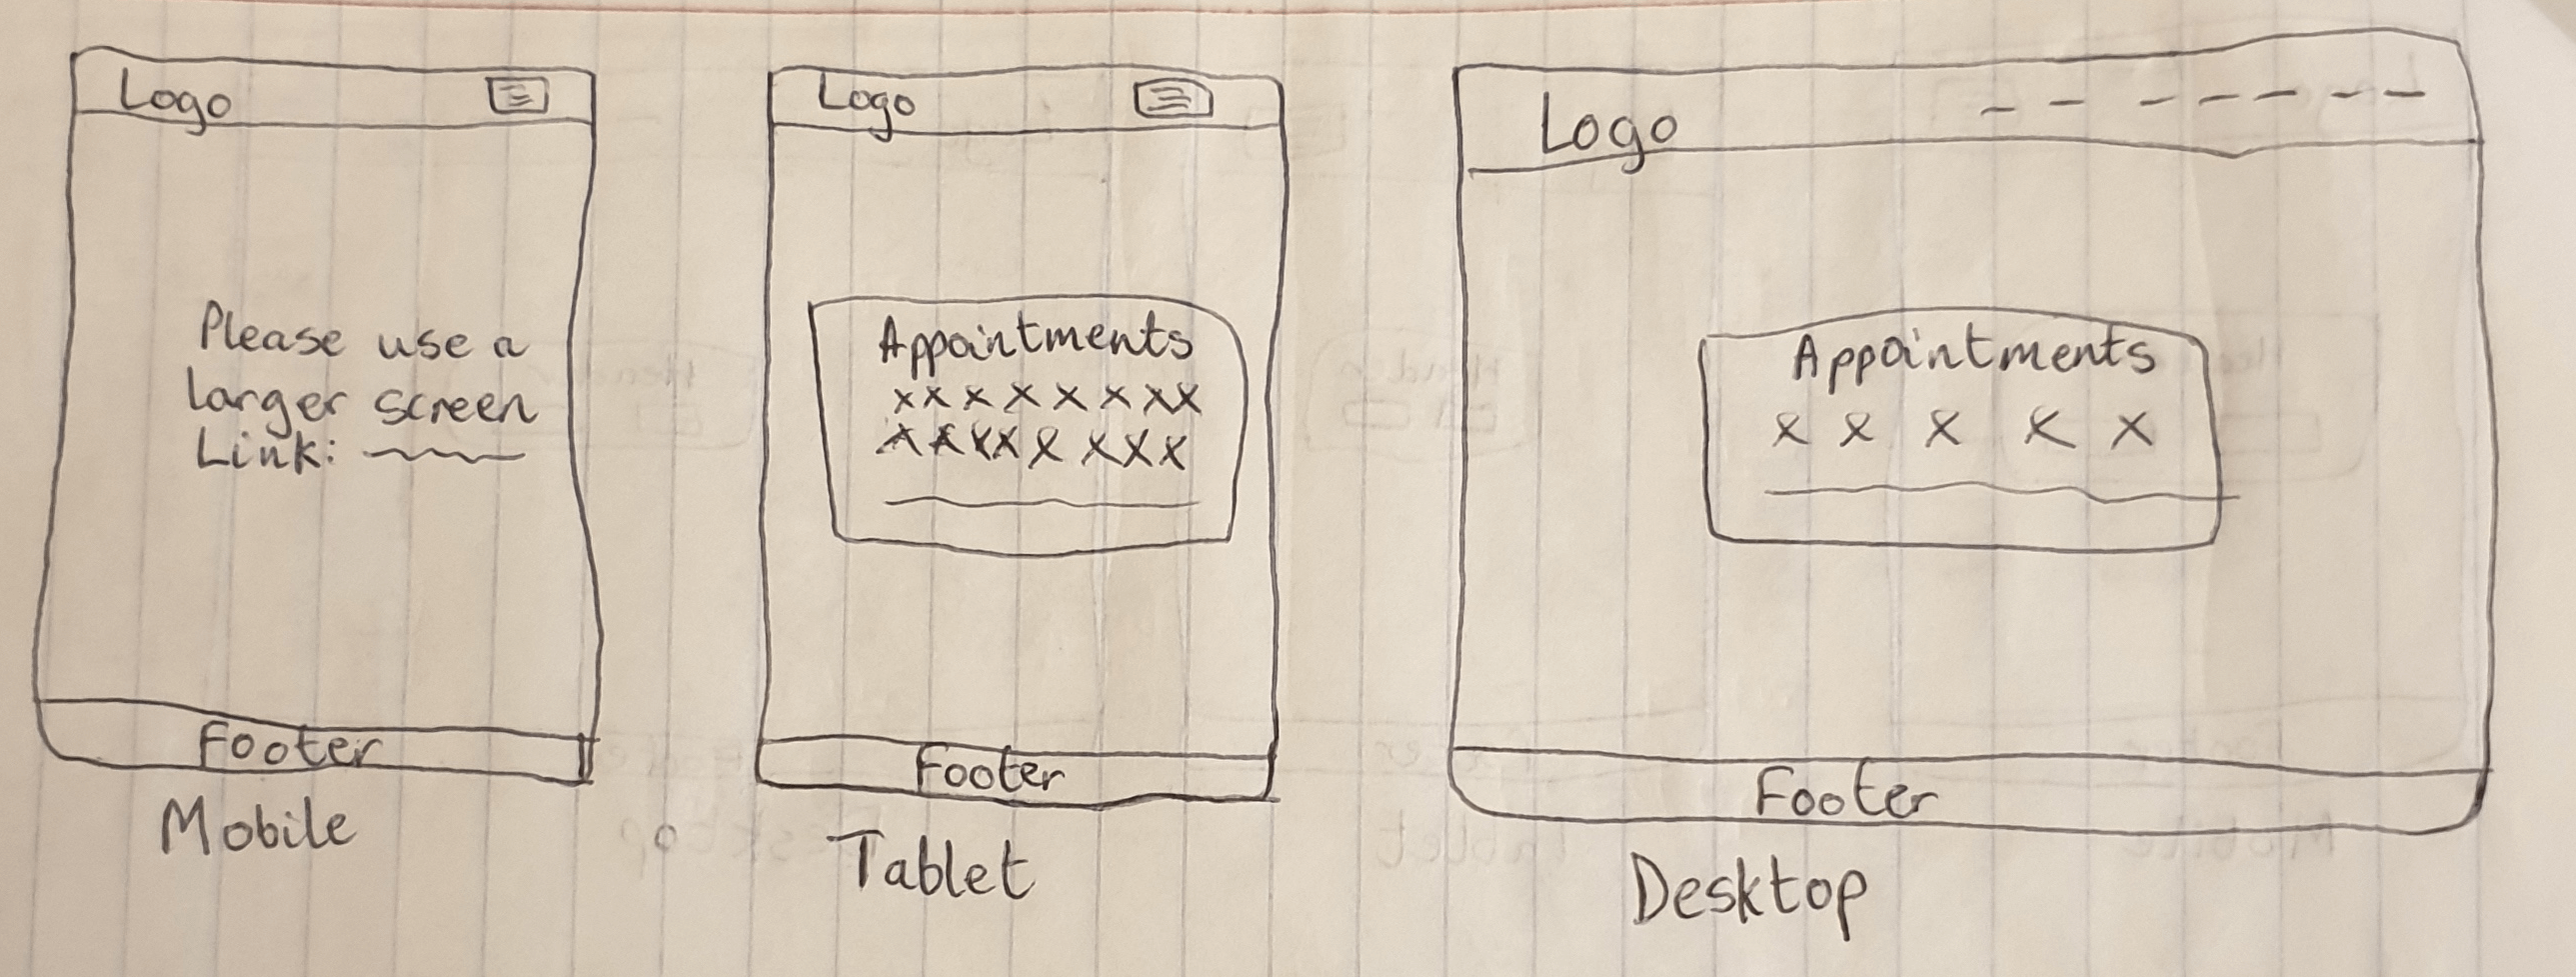 Logo
Please use a
larger screen
Link:
Footer
Mobile
Logo
Appointments
xxxxxxxx
xxxxxxxx
Footer
Tablet
Logo
Appointments
x x x x x
Footer
Desktop